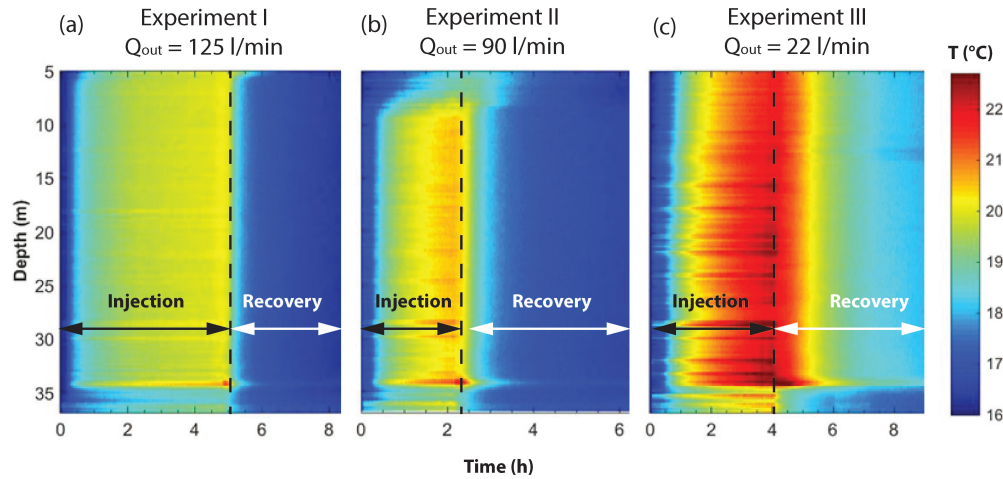 (a) Experiment I
Qout = 125 l/min
(b) Experiment II
Qout = 90 l/min
(c) Experiment III
Qout = 22 l/min
T (°C)
Depth (m)
5
10
15
20
25
30
35
Injection
Recovery
Injection
Recovery
Injection
Recovery
0 2 4 6 8
0 2 4 6
0 2 4 6 8
Time (h)
22
21
20
19
18
17
16